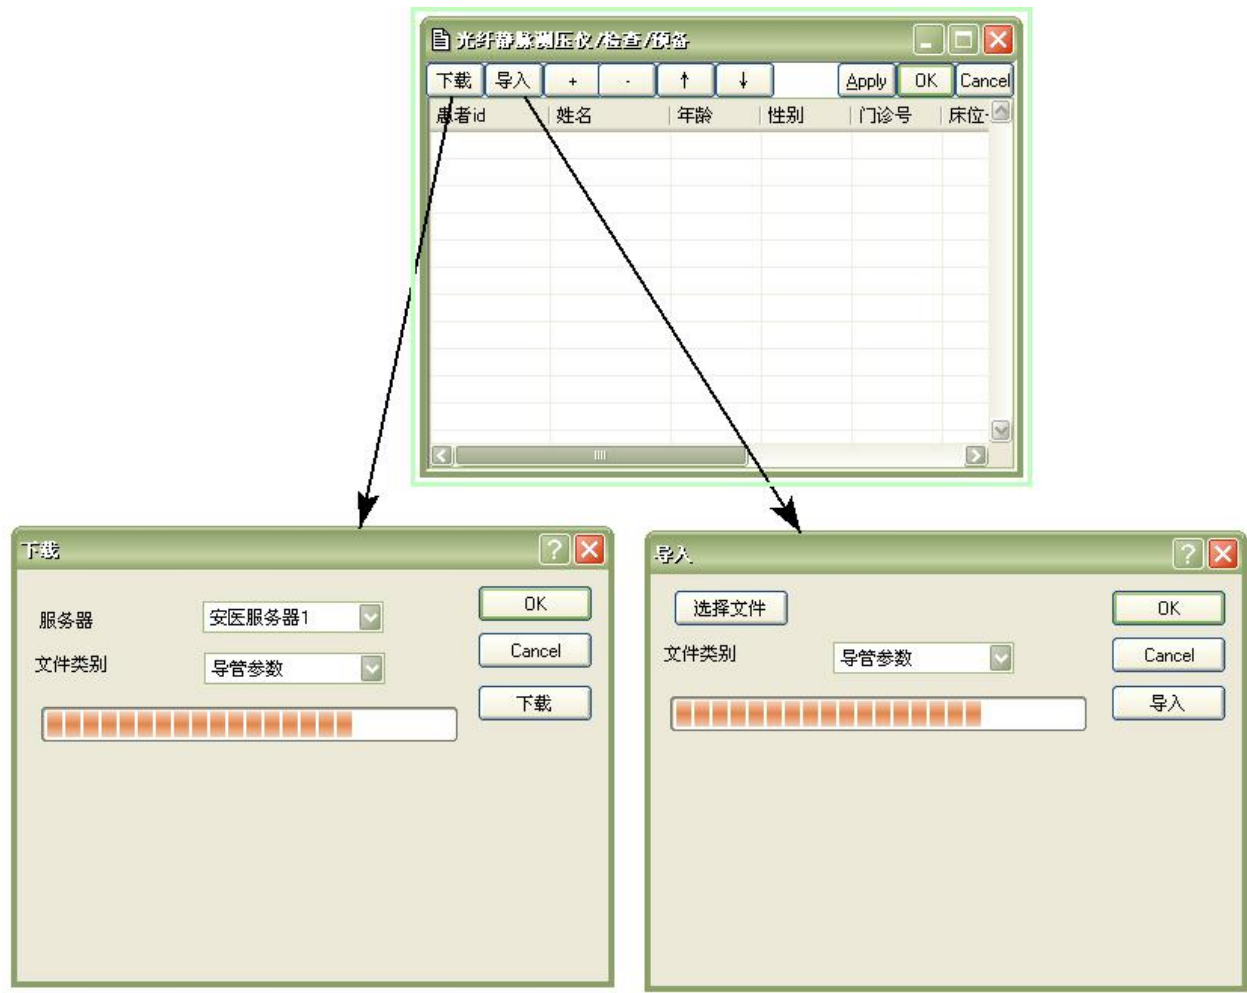 光纤静脉测压仪/检查/预备
下载 导入 + - ↑ ↓ Apply OK Cancel
患者id 姓名 年龄 性别 门诊号 床位
下载
服务器 安医服务器1 OK
文件类别 导管参数 Cancel
下载
导入
选择文件 OK
文件类别 导管参数 Cancel
导入